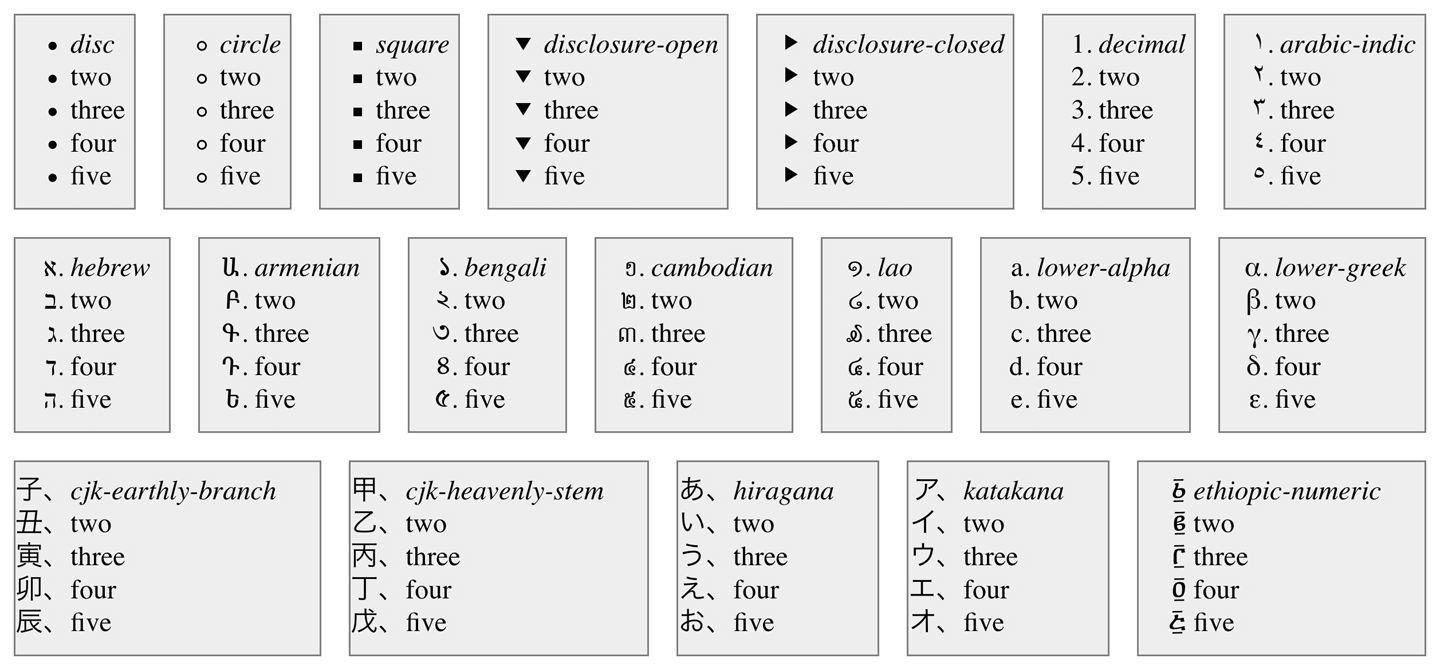 • disc
• two
• three
• four
• five
◦ circle
◦ two
◦ three
◦ four
◦ five
▪ square
▪ two
▪ three
▪ four
▪ five
▼ disclosure-open
▼ two
▼ three
▼ four
▼ five
▶ disclosure-closed
▶ two
▶ three
▶ four
▶ five
1. decimal
2. two
3. three
4. four
5. five
١. arabic-indic
٢. two
٣. three
٤. four
٥. five
א. hebrew
ב. two
ג. three
ד. four
ה. five
Ա. armenian
Բ. two
Գ. three
Դ. four
Ե. five
১. bengali
২. two
৩. three
৪. four
৫. five
១. cambodian
២. two
៣. three
៤. four
៥. five
໑. lao
໒. two
໓. three
໔. four
໕. five
a. lower-alpha
b. two
c. three
d. four
e. five
α. lower-greek
β. two
γ. three
δ. four
ε. five
子、 cjk-earthly-branch
丑、 two
寅、 three
卯、 four
辰、 five
甲、 cjk-heavenly-stem
乙、 two
丙、 three
丁、 four
戊、 five
あ、 hiragana
い、 two
う、 three
え、 four
お、 five
ア、 katakana
イ、 two
ウ、 three
エ、 four
オ、 five
፩ ethiopic-numeric
፪ two
፫ three
፬ four
፭ five